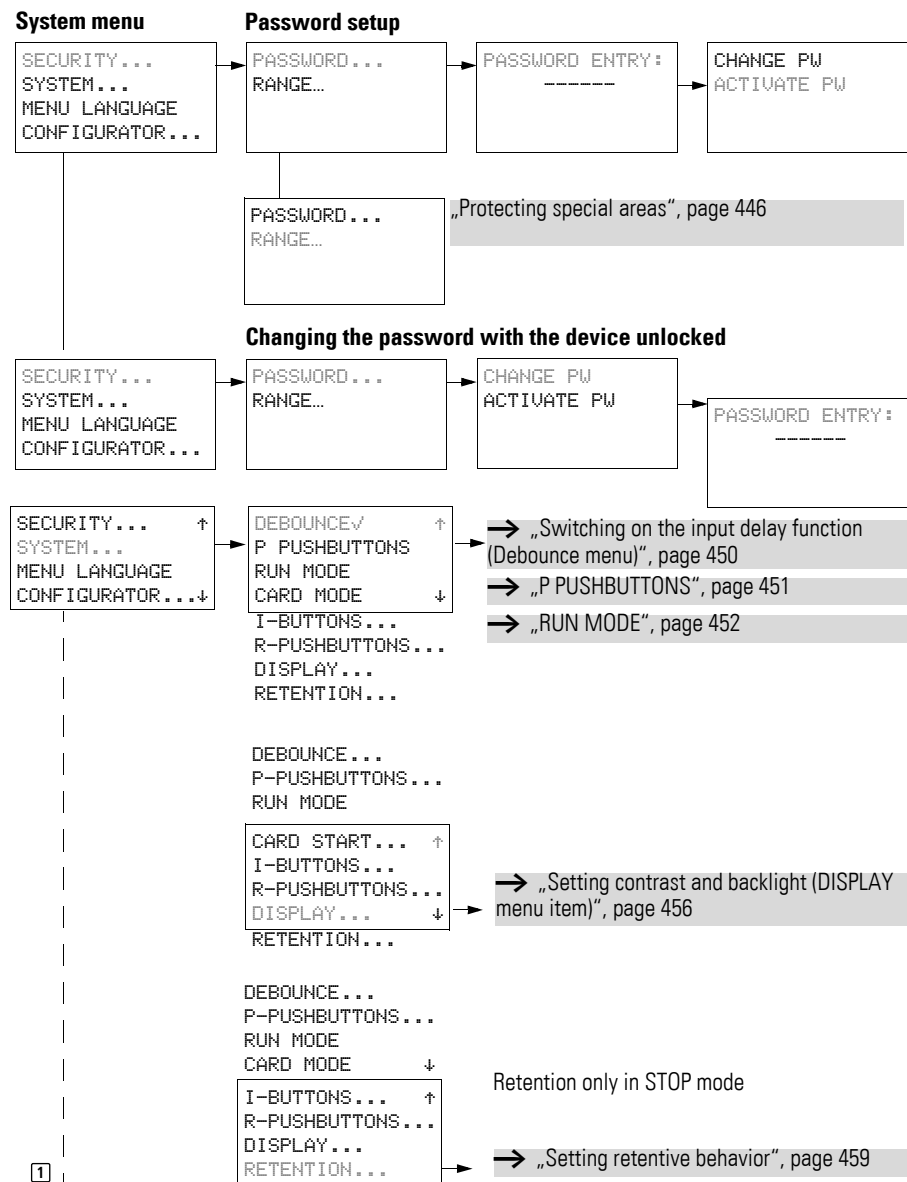 System menu
Password setup
SECURITY...
SYSTEM...
MENU LANGUAGE
CONFIGURATOR...
PASSWORD...
RANGE…
PASSWORD ENTRY:
------
CHANGE PW
ACTIVATE PW
PASSWORD...
RANGE…
„Protecting special areas“, page 446
Changing the password with the device unlocked
SECURITY...
SYSTEM...
MENU LANGUAGE
CONFIGURATOR...
PASSWORD...
RANGE…
CHANGE PW
ACTIVATE PW
PASSWORD ENTRY:
------
SECURITY... ↑
SYSTEM...
MENU LANGUAGE
CONFIGURATOR...↓
DEBOUNCE√ ↑
P PUSHBUTTONS
RUN MODE
CARD MODE ↓
I-BUTTONS...
R-PUSHBUTTONS...
DISPLAY...
RETENTION...
→ „Switching on the input delay function
(Debounce menu)“, page 450
→ „P PUSHBUTTONS“, page 451
→ „RUN MODE“, page 452
DEBOUNCE...
P-PUSHBUTTONS...
RUN MODE
CARD START... ↑
I-BUTTONS...
R-PUSHBUTTONS...
DISPLAY... ↓
RETENTION...
→ „Setting contrast and backlight (DISPLAY
menu item)“, page 456
DEBOUNCE...
P-PUSHBUTTONS...
RUN MODE
CARD MODE ↓
I-BUTTONS... ↑
R-PUSHBUTTONS...
DISPLAY...
RETENTION...
Retention only in STOP mode
→ „Setting retentive behavior“, page 459
1